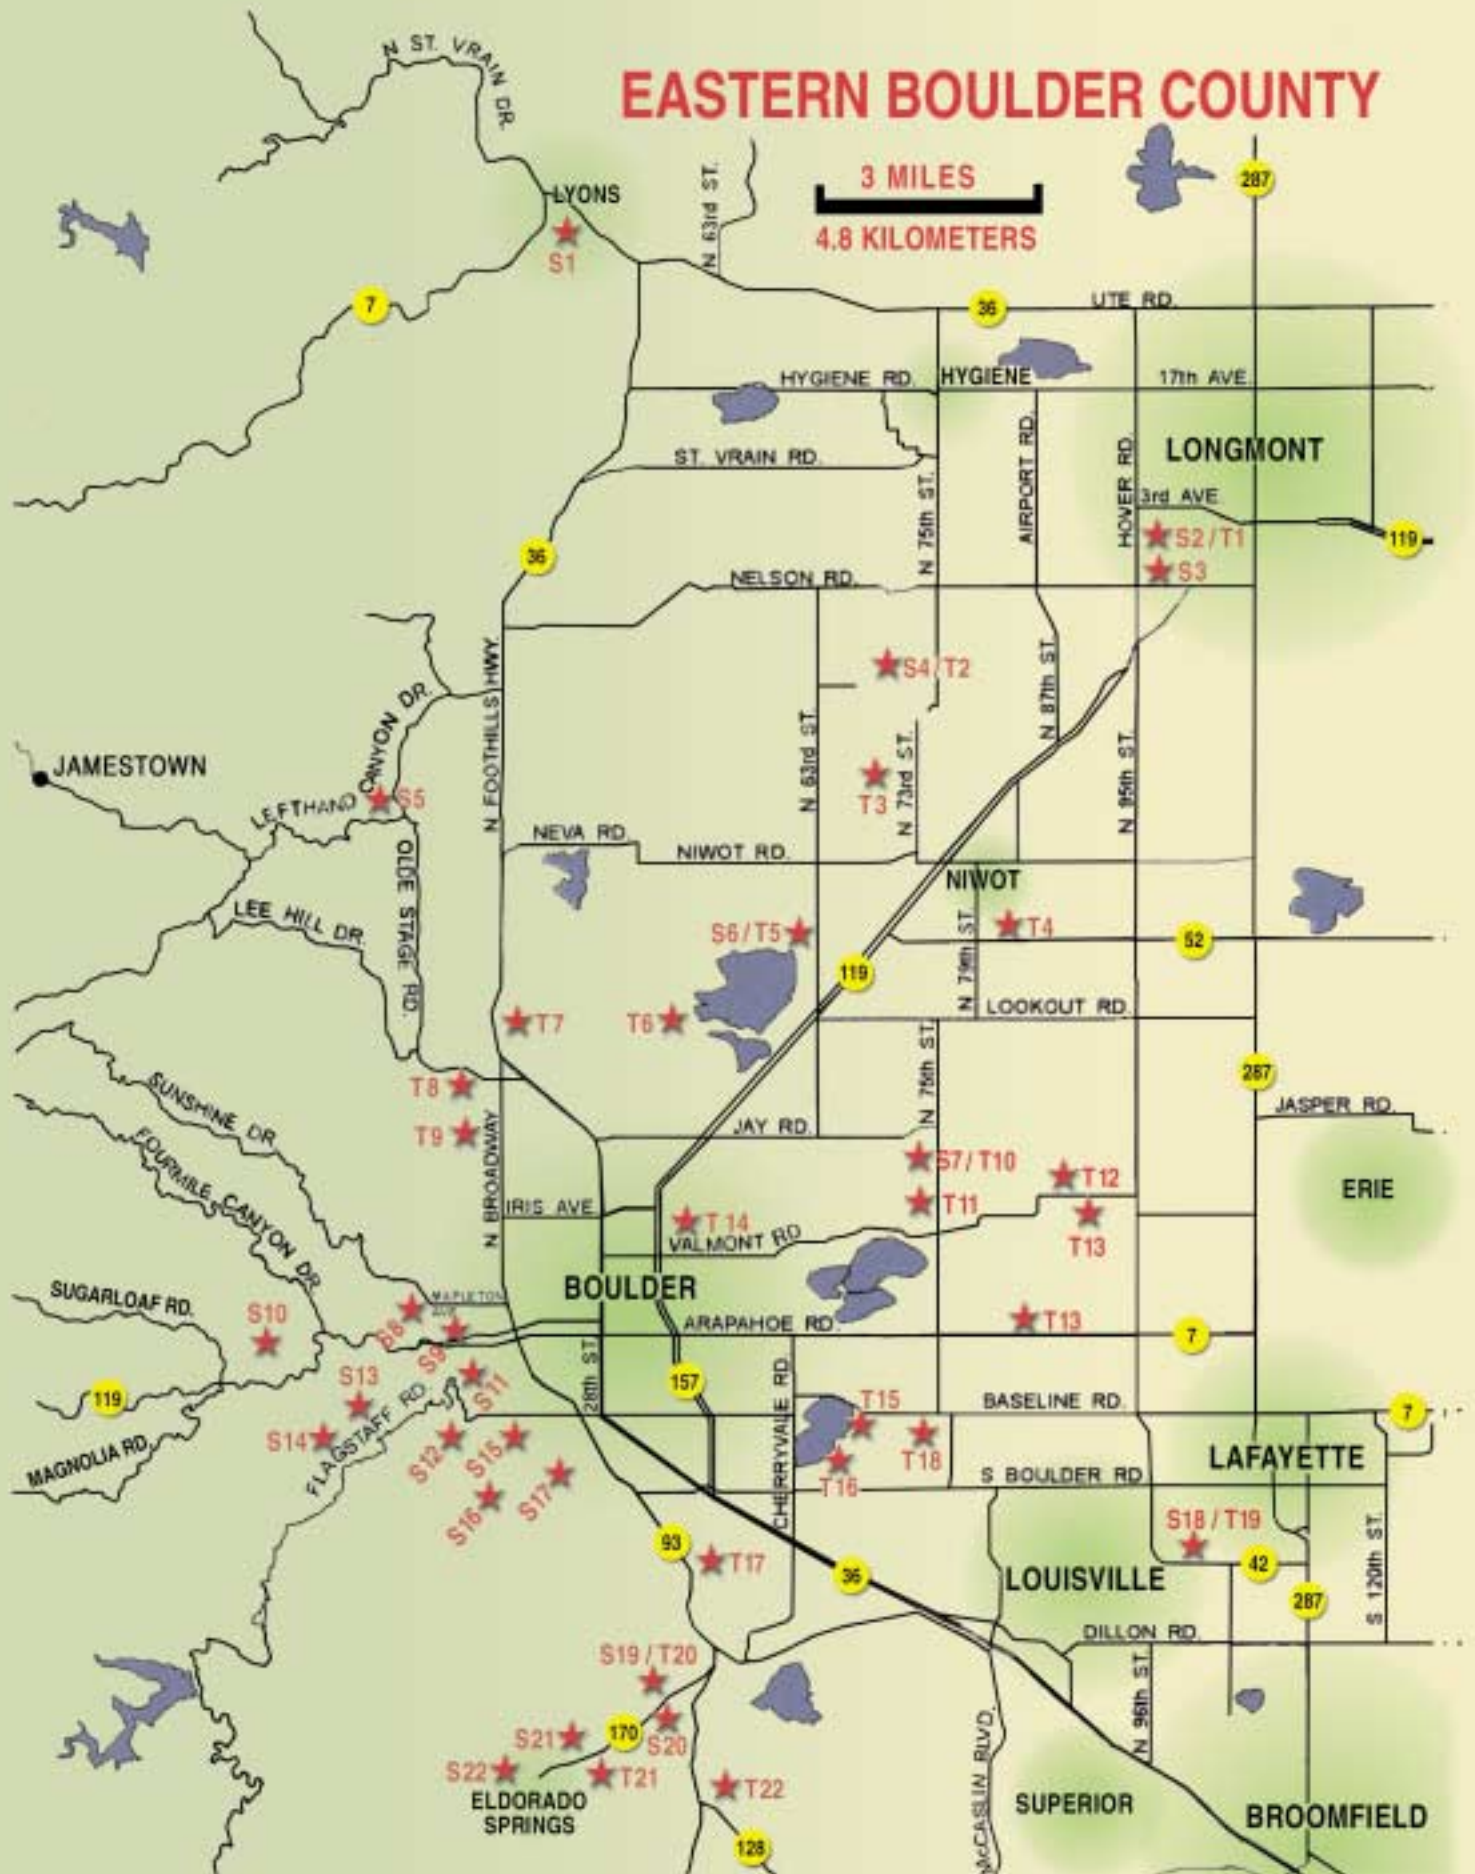 N ST. VRAIN DR.
EASTERN BOULDER COUNTY
3 MILES
4.8 KILOMETERS
287
LYONS
S1
N 63rd ST.
7
36
UTE RD.
HYGIENE RD.
HYGIENE
17th AVE.
LONGMONT
ST. VRAIN RD.
N 75th ST.
AIRPORT RD.
HOVER RD.
3rd AVE.
S2 / T1
119
S3
36
NELSON RD.
S4 / T2
N 87th ST.
N FOOTHILLS HWY.
N 63rd ST.
N 73rd ST.
N 95th ST.
JAMESTOWN
LEFTHAND CANYON DR.
S5
T3
NEVA RD.
NIWOT RD.
NIWOT
OLDE STAGE RD.
LEE HILL DR.
S6 / T5
T4
52
119
N 79th ST.
LOOKOUT RD.
T7
T6
N 75th ST.
287
T8
SUNSHINE DR.
JASPER RD.
T9
JAY RD.
FOURMILE CANYON DR.
N BROADWAY
S7 / T10
T12
ERIE
IRIS AVE.
T11
T14
VALMONT RD
T13
BOULDER
SUGARLOAF RD.
MAPLETON
AVE
S10
S8
S9
ARAPAHOE RD.
T13
7
28th ST.
157
CHERRYVALE RD.
S13
S11
119
FLAGSTAFF RD.
T15
BASELINE RD.
7
S14
S12
S15
MAGNOLIA RD.
T18
LAFAYETTE
T16
S BOULDER RD
S16
S17
93
T17
36
S18 / T19
LOUISVILLE
42
287
S 120th ST.
DILLON RD.
S19 / T20
N 96th ST.
170
S20
S21
S22
T21
T22
McCASLIN BLVD.
ELDORADO
SPRINGS
SUPERIOR
BROOMFIELD
128